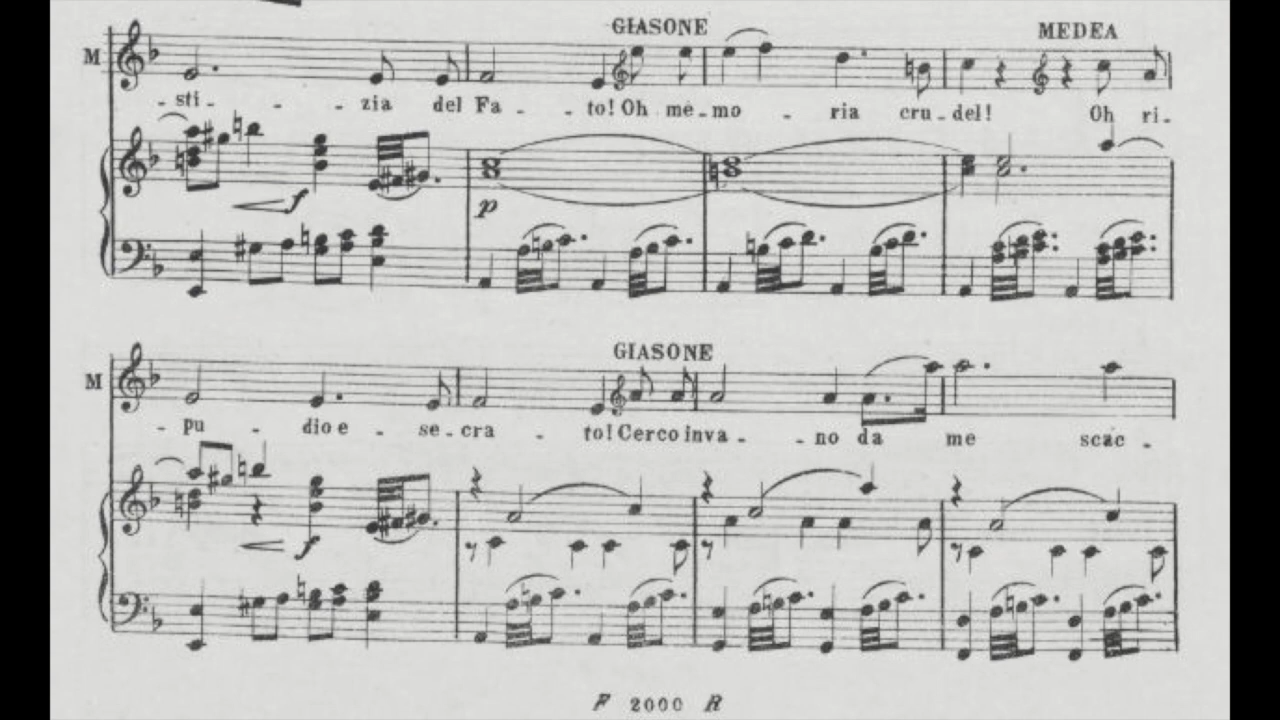 GIASONE MEDEA
M
- sti - - zia del Fa - - to! Oh me - mo - ria cru - del! Oh ri -
f
p
GIASONE
M
- pu - dio e - se - cra - to! Cerco inva - - no da me scac -
f
F 2000 R